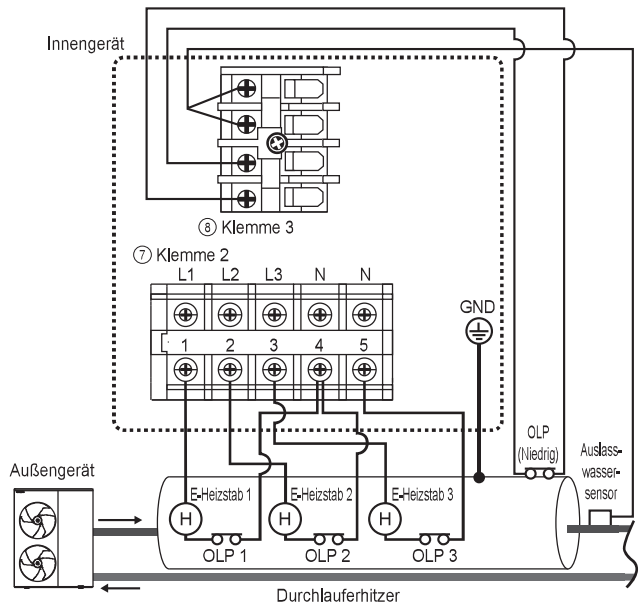 Innengerät
⑧ Klemme 3
⑦ Klemme 2
L1 L2 L3 N N
1 2 3 4 5
GND
OLP
(Niedrig)
Auslass-
wasser-
sensor
Außengerät
E-Heizstab 1 E-Heizstab 2 E-Heizstab 3
H H H
OLP 1 OLP 2 OLP 3
Durchlauferhitzer